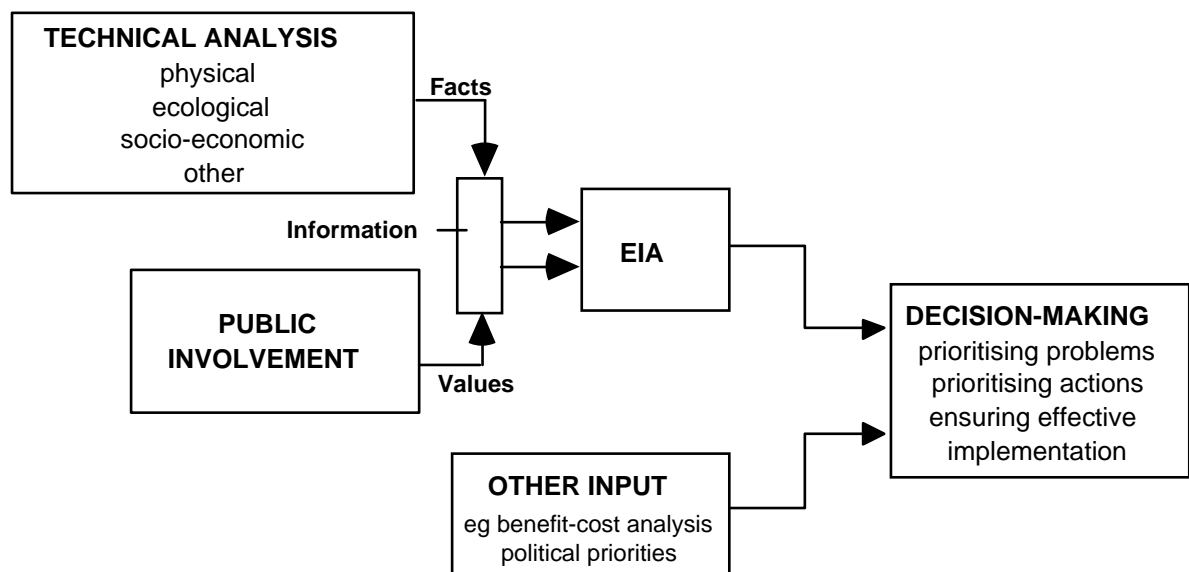 TECHNICAL ANALYSIS
physical
ecological
socio-economic
other
Facts
Information
PUBLIC
INVOLVEMENT
Values
EIA
DECISION-MAKING
prioritising problems
prioritising actions
ensuring effective
implementation
OTHER INPUT
eg benefit-cost analysis
political priorities